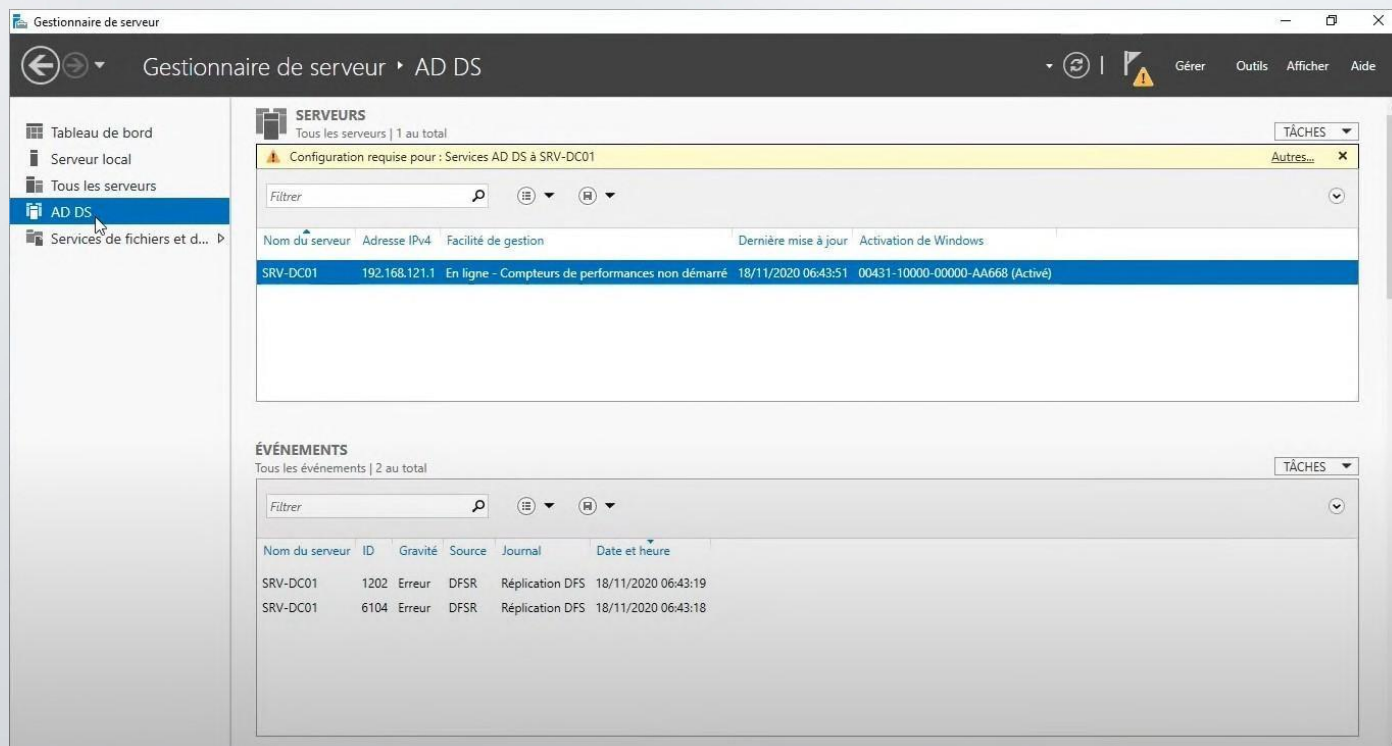 Gestionnaire de serveur
Gestionnaire de serveur ‣ AD DS
Gérer Outils Afficher Aide
Tableau de bord
Serveur local
Tous les serveurs
AD DS
Services de fichiers et d...
SERVEURS
Tous les serveurs | 1 au total
TÂCHES
Configuration requise pour : Services AD DS à SRV-DC01 Autres...
Filtrer
Nom du serveur Adresse IPv4 Facilité de gestion Dernière mise à jour Activation de Windows
SRV-DC01 192.168.121.1 En ligne - Compteurs de performances non démarré 18/11/2020 06:43:51 00431-10000-00000-AA668 (Activé)
ÉVÉNEMENTS
Tous les événements | 2 au total
TÂCHES
Filtrer
Nom du serveur ID Gravité Source Journal Date et heure
SRV-DC01 1202 Erreur DFSR Réplication DFS 18/11/2020 06:43:19
SRV-DC01 6104 Erreur DFSR Réplication DFS 18/11/2020 06:43:18